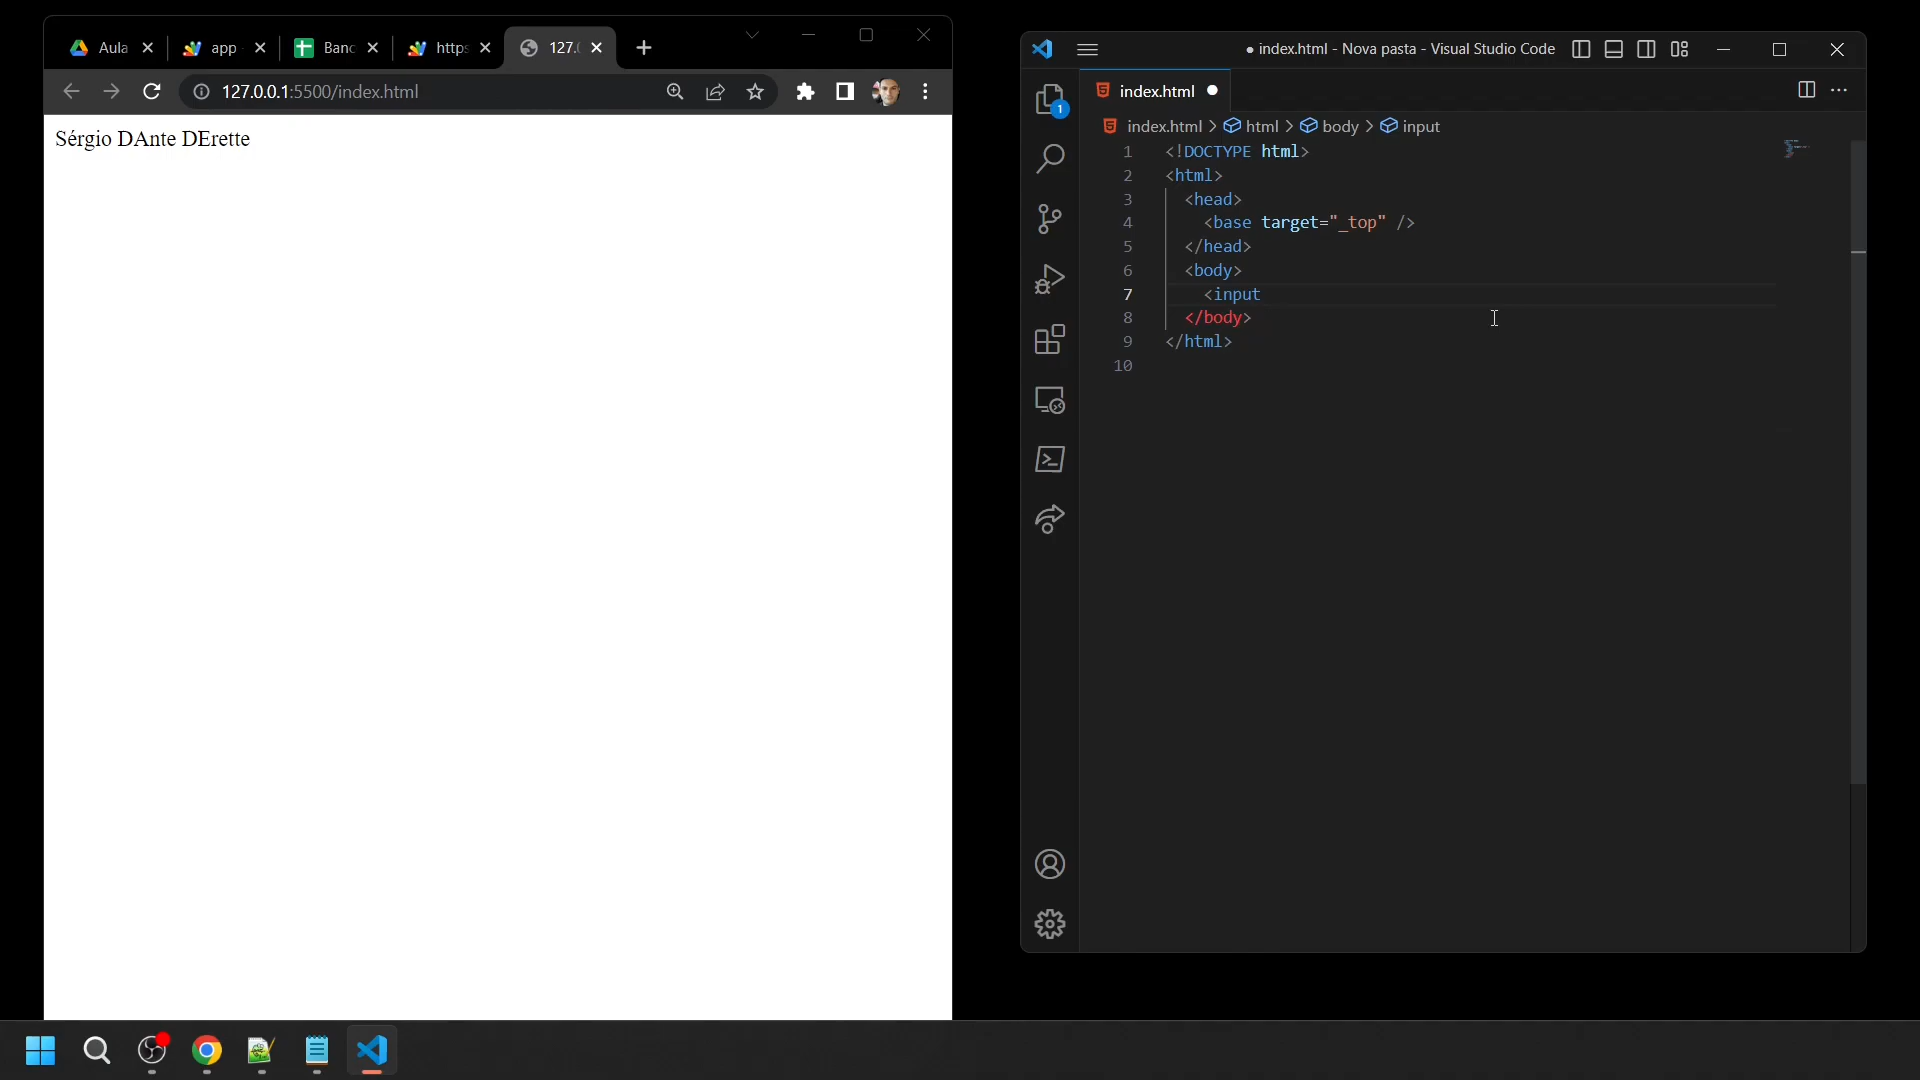 Aula
app
Banc
https
127.0
127.0.0.1:5500/index.html
Sérgio DAnte DErette
● index.html - Nova pasta - Visual Studio Code
index.html
1
index.html > html > body > input
1 <!DOCTYPE html>
2 <html>
3 <head>
4 <base target="_top" />
5 </head>
6 <body>
7 <input
8 </body>
9 </html>
10